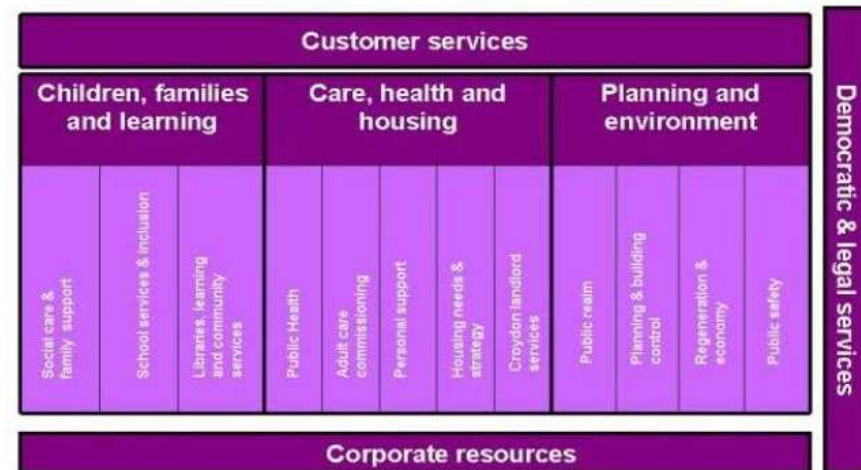 Customer services
Children, families
and learning
Care, health and
housing
Planning and
environment
Social care &
family support
School services & Inclusion
Libraries, learning
and community
services
Public Health
Adult care
commissioning
Personal support
Housing needs &
strategy
Croydon landlord
services
Public realm
Planning & building
control
Regeneration &
economy
Public safety
Democratic & legal services
Corporate resources